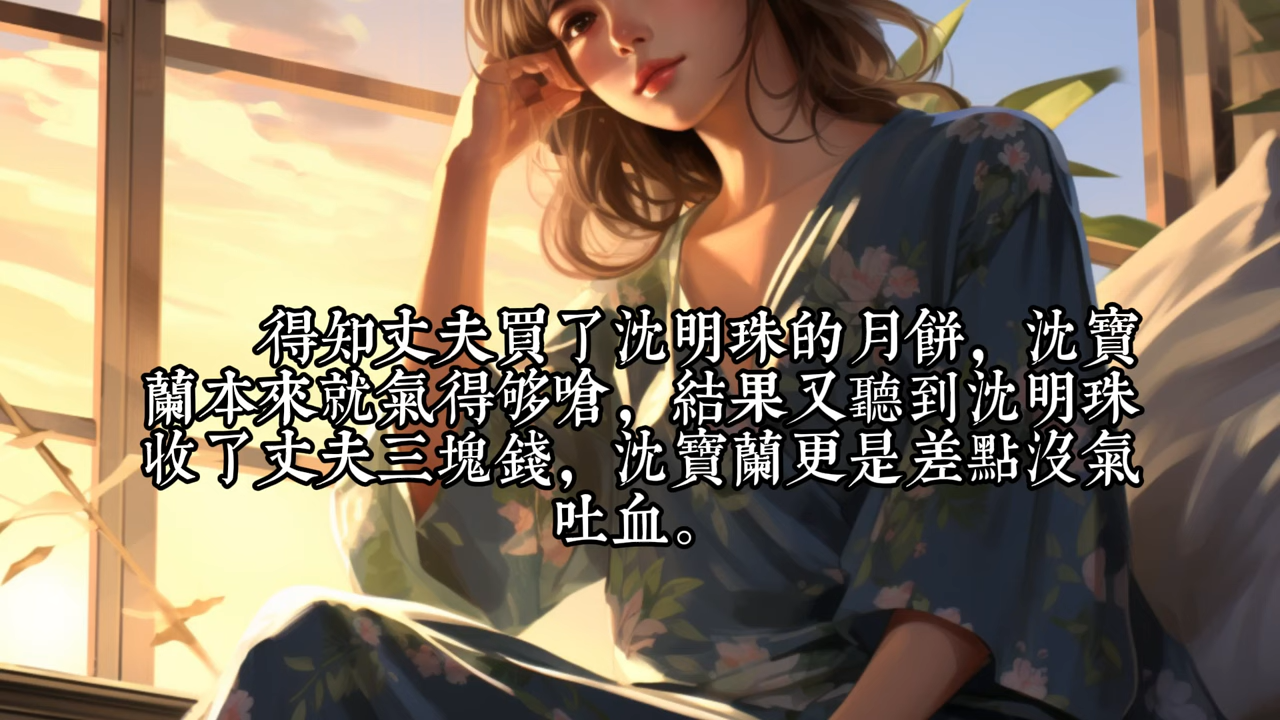 得知丈夫買了沈明珠的月餅，沈寶
蘭本來就氣得够嗆，結果又聽到沈明珠
收了丈夫三塊錢，沈寶蘭更是差點沒氣
吐血。